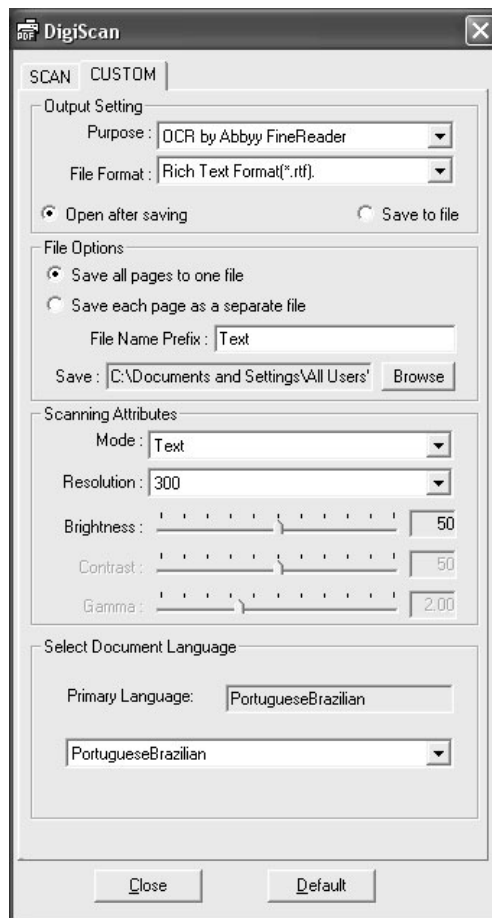 PDF DigiScan
SCAN CUSTOM
Output Setting
Purpose : OCR by Abbyy FineReader
File Format : Rich Text Format(*.rtf).
Open after saving Save to file
File Options
Save all pages to one file
Save each page as a separate file
File Name Prefix : Text
Save : C:\Documents and Settings\All Users' Browse
Scanning Attributes
Mode : Text
Resolution : 300
Brightness : 50
Contrast : 50
Gamma : 2.00
Select Document Language
Primary Language: PortugueseBrazilian
PortugueseBrazilian
Close Default